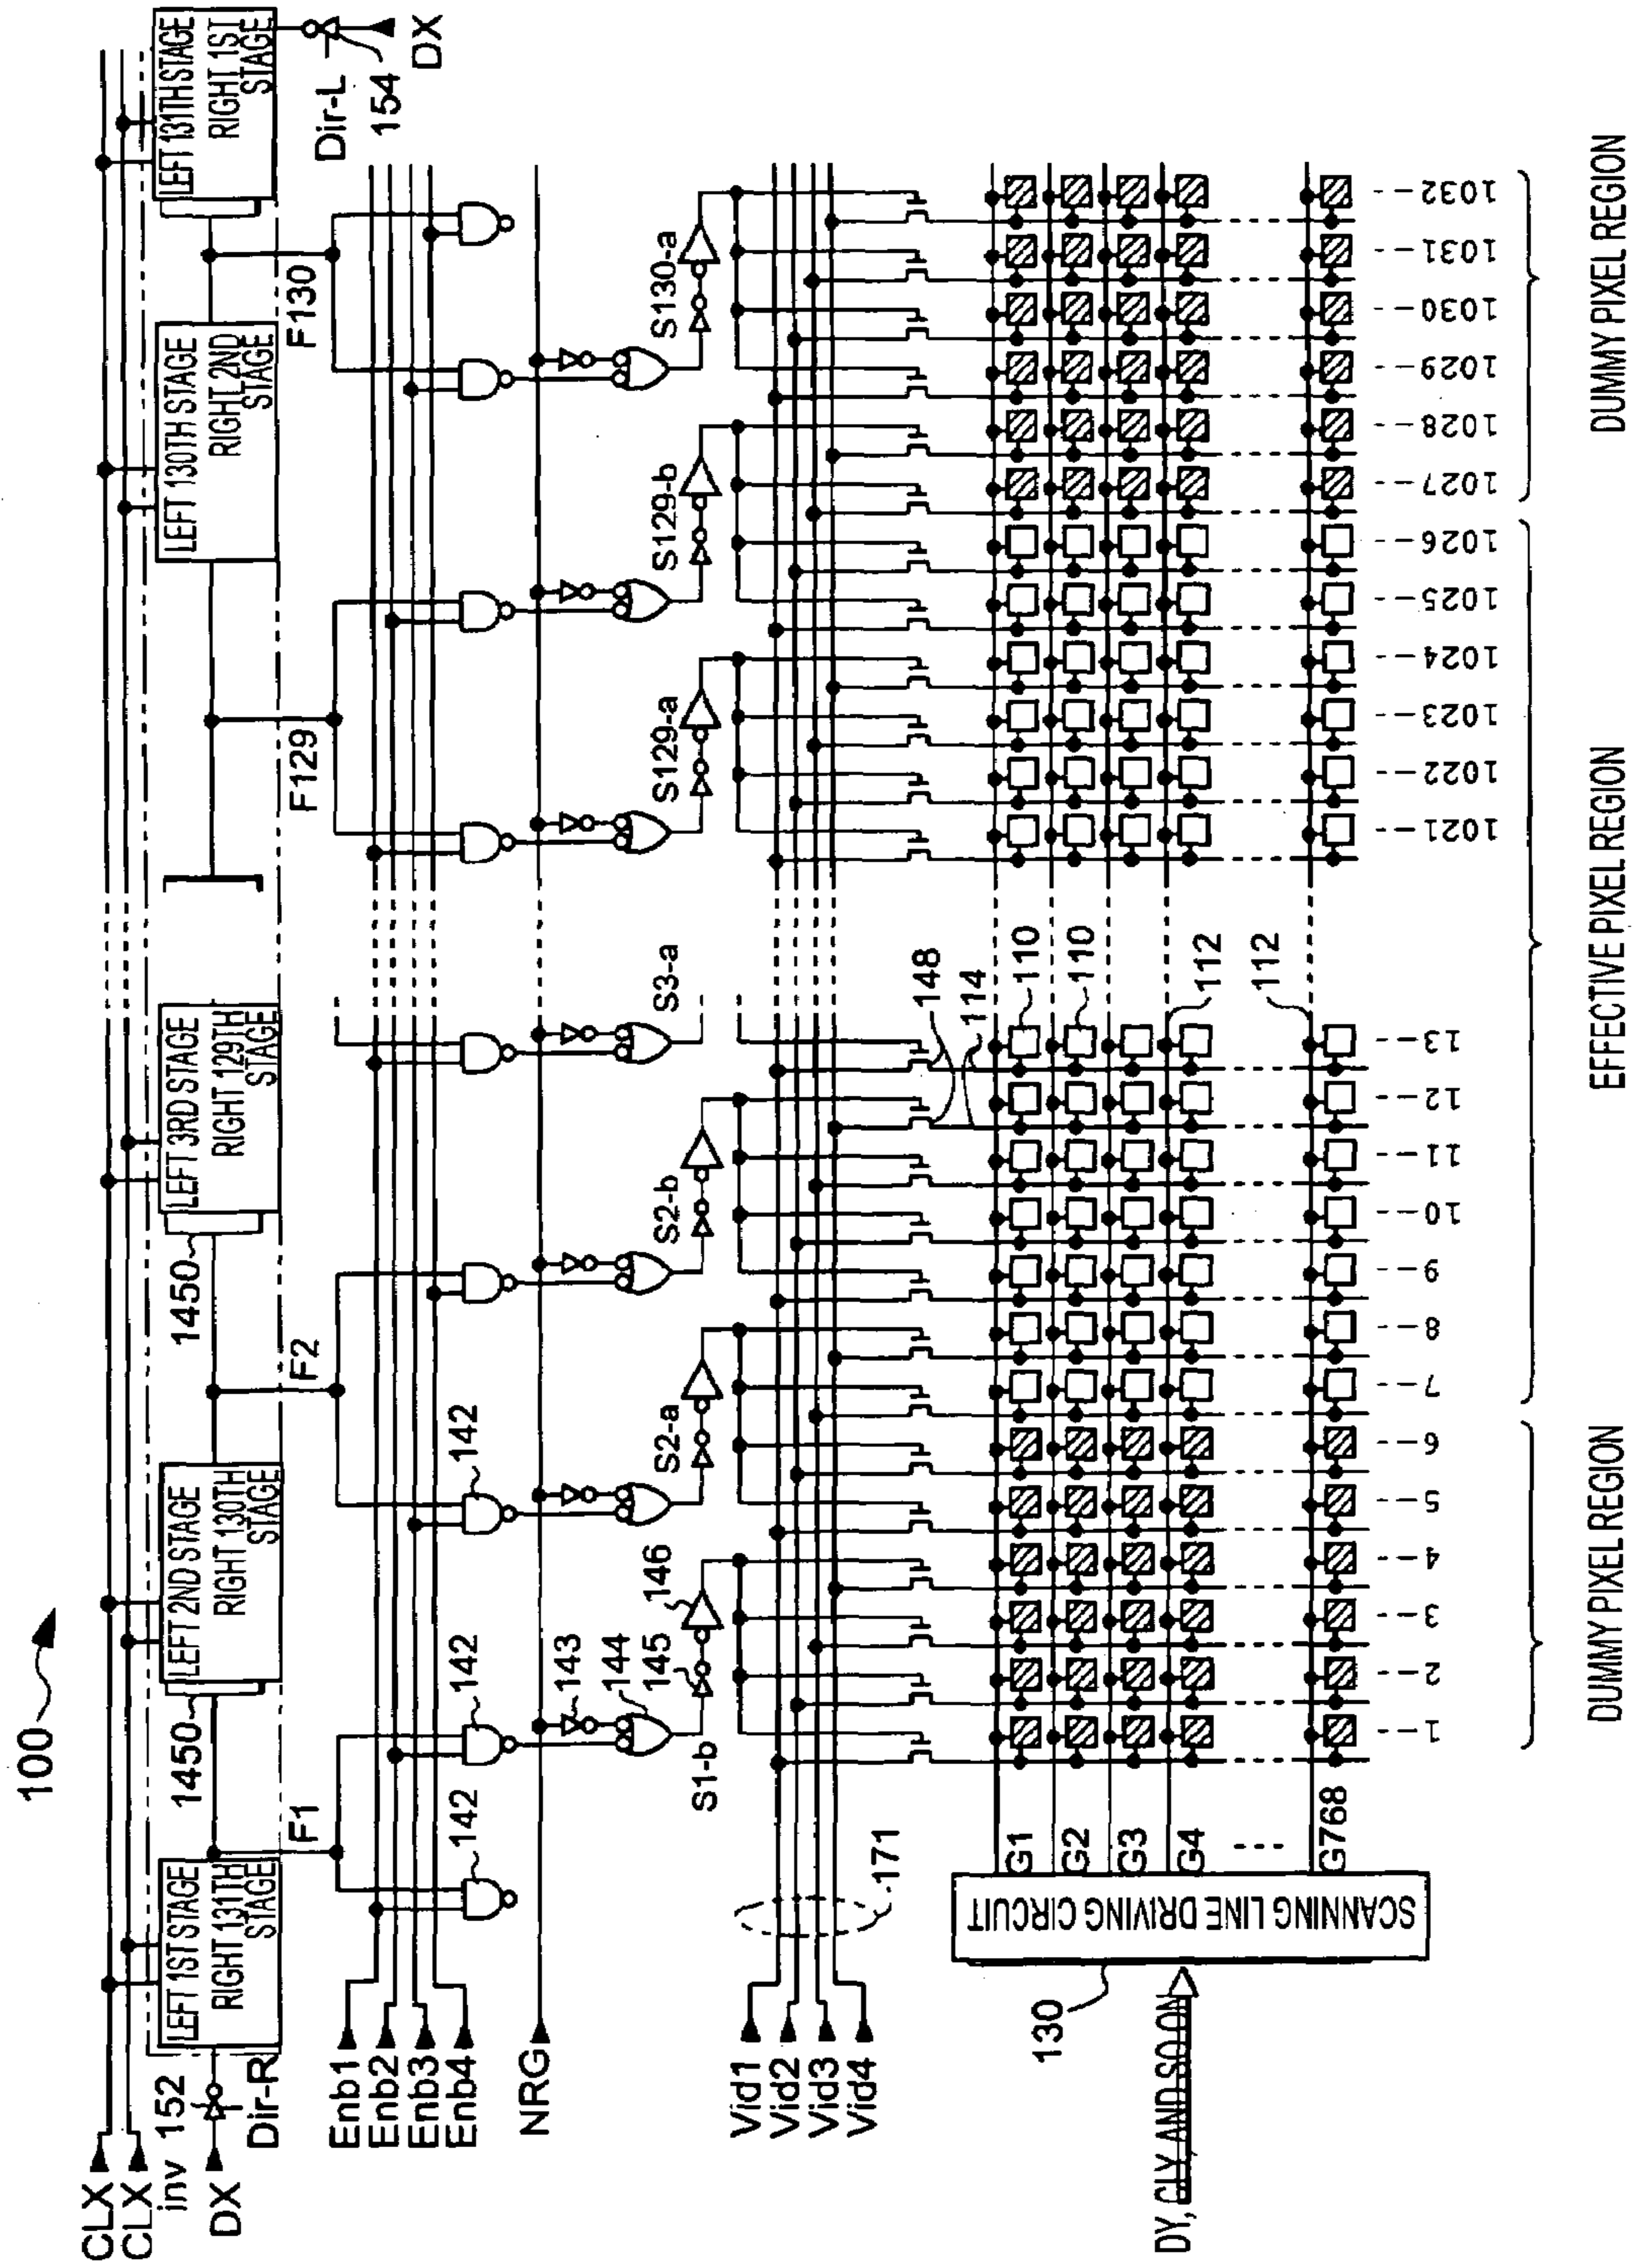 100
CLX
CLX
inv
152
DX
Dir-R
LEFT 1ST STAGE
RIGHT 131TH
STAGE
1450
LEFT 2ND STAGE
RIGHT 130TH
STAGE
1450
LEFT 3RD STAGE
RIGHT 129TH
STAGE
LEFT 130TH STAGE
RIGHT 2ND
STAGE
LEFT 131TH STAGE
RIGHT 1ST
STAGE
Dir-L
154
DX
F1
F2
F129
F130
Enb1
Enb2
Enb3
Enb4
142
142
142
NRG
143
144
145
146
S1-b
S2-a
S2-b
S3-a
S129-a
S129-b
S130-a
Vid1
Vid2
Vid3
Vid4
171
148
114
110
110
112
112
130
SCANNING LINE DRIVING CIRCUIT
DY, CLY AND SO ON
G1
G2
G3
G4
G768
1
2
3
4
5
6
7
8
9
10
11
12
13
1021
1022
1023
1024
1025
1026
1027
1028
1029
1030
1031
1032
DUMMY PIXEL REGION
EFFECTIVE PIXEL REGION
DUMMY PIXEL REGION